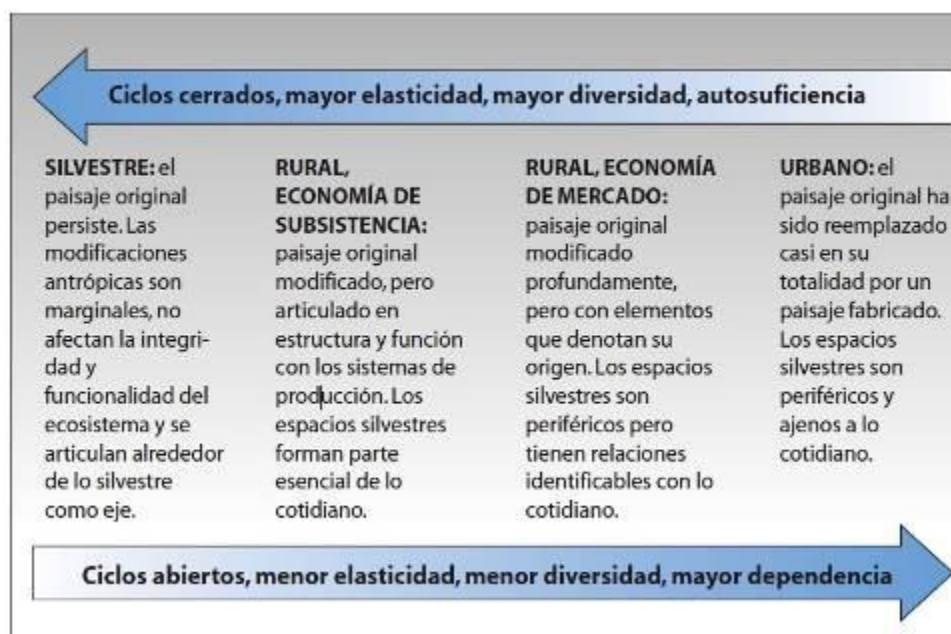 Ciclos cerrados, mayor elasticidad, mayor diversidad, autosuficiencia
SILVESTRE: el
paisaje original
persiste. Las
modificaciones
antrópicas son
marginales, no
afectan la integri-
dad y
funcionalidad del
ecosistema y se
articulan alrededor
de lo silvestre
como eje.
RURAL,
ECONOMÍA DE
SUBSISTENCIA:
paisaje original
modificado, pero
articulado en
estructura y función
con los sistemas de
producción. Los
espacios silvestres
forman parte
esencial de lo
cotidiano.
RURAL, ECONOMÍA
DE MERCADO:
paisaje original
modificado
profundamente,
pero con elementos
que denotan su
origen. Los espacios
silvestres son
periféricos pero
tienen relaciones
identificables con lo
cotidiano.
URBANO: el
paisaje original ha
sido reemplazado
casi en su
totalidad por un
paisaje fabricado.
Los espacios
silvestres son
periféricos y
ajenos a lo
cotidiano.
Ciclos abiertos, menor elasticidad, menor diversidad, mayor dependencia